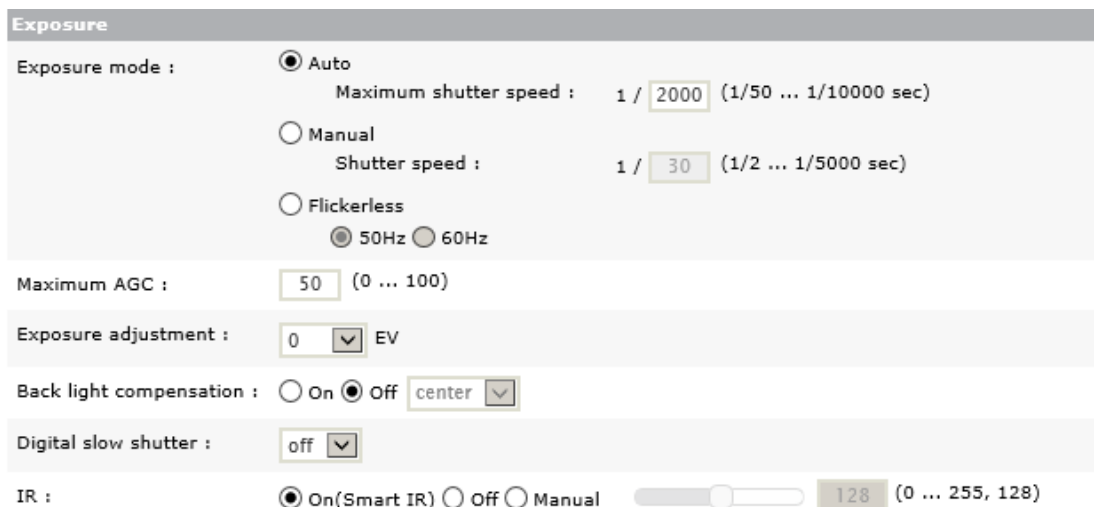 Exposure
Exposure mode : Auto
Maximum shutter speed : 1 / 2000 (1/50 ... 1/10000 sec)
Manual
Shutter speed : 1 / 30 (1/2 ... 1/5000 sec)
Flickerless
50Hz 60Hz
Maximum AGC : 50 (0 ... 100)
Exposure adjustment : 0 EV
Back light compensation : On Off center
Digital slow shutter : off
IR : On(Smart IR) Off Manual 128 (0 ... 255, 128)